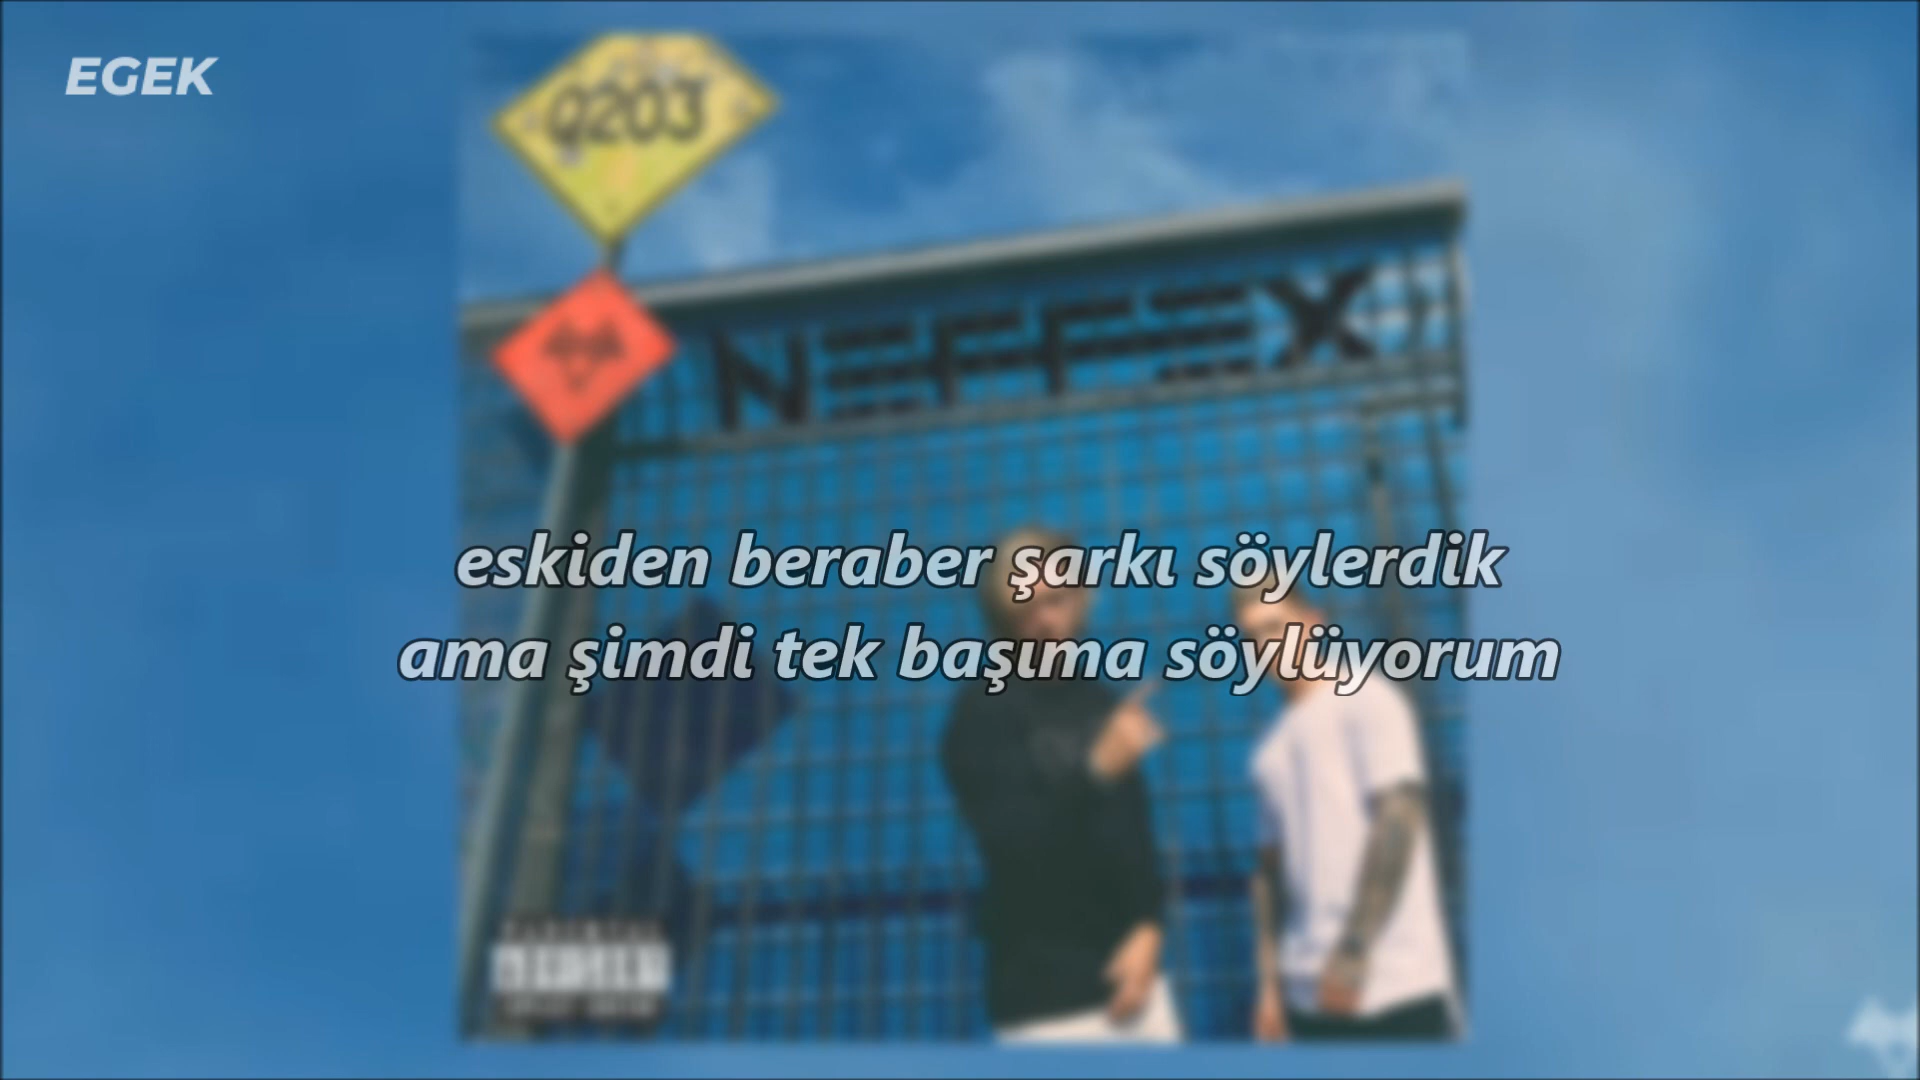 EGEK
Q203
NEFFEX
eskiden beraber şarkı söylerdik
ama şimdi tek başıma söylüyorum